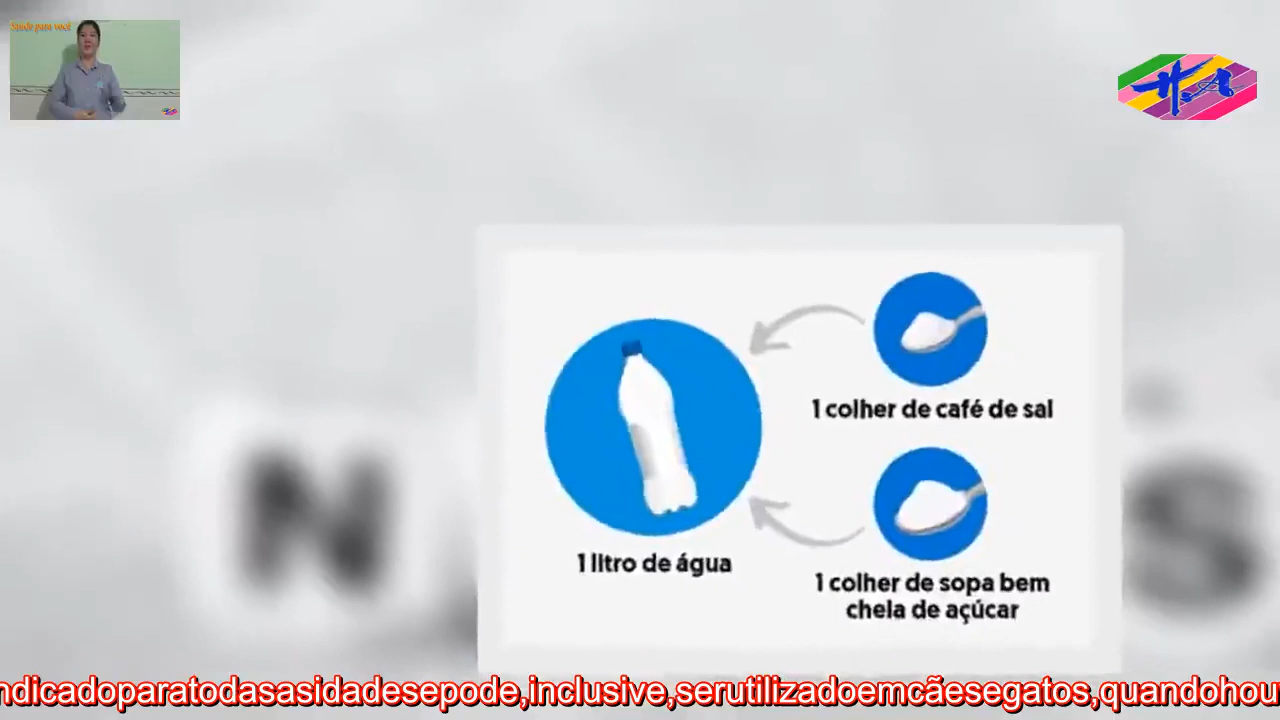 Saude para você
H.A
N
S
1 colher de café de sal
1 litro de água
1 colher de sopa bem
cheia de açúcar
ndicadoparatodasasidadesepode,inclusive,serutilizadoemcãesegatos,quandohou